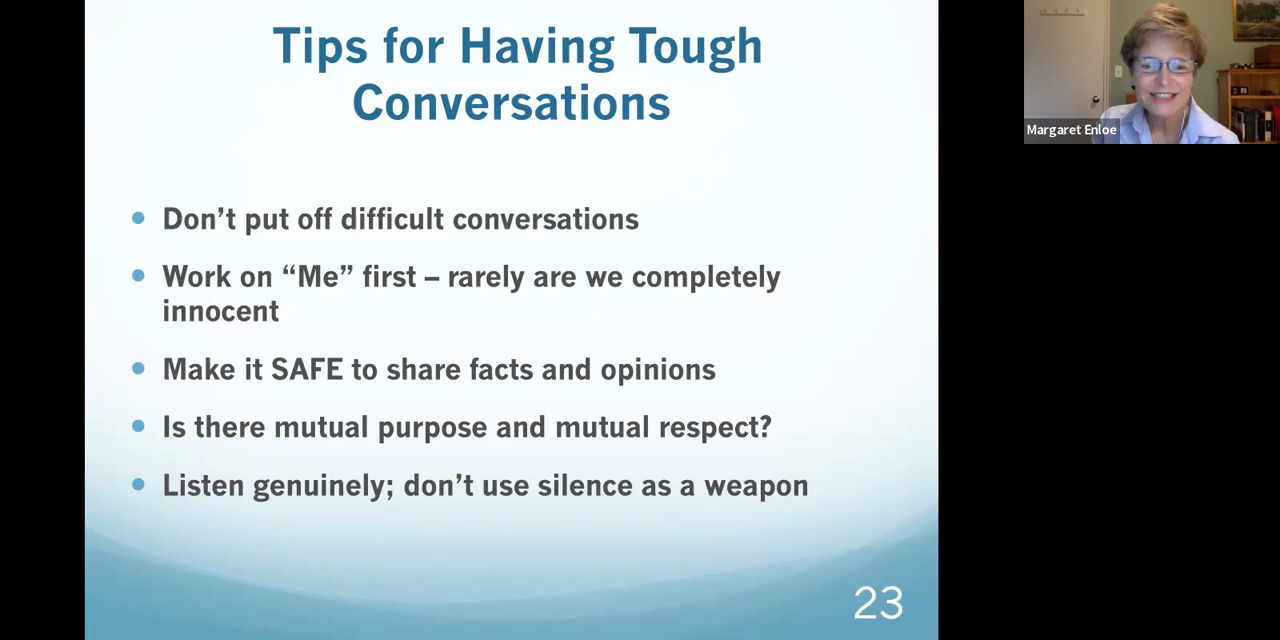 Tips for Having Tough
Conversations
Don’t put off difficult conversations
Work on “Me” first – rarely are we completely
innocent
Make it SAFE to share facts and opinions
Is there mutual purpose and mutual respect?
Listen genuinely; don’t use silence as a weapon
23
Margaret Enloe